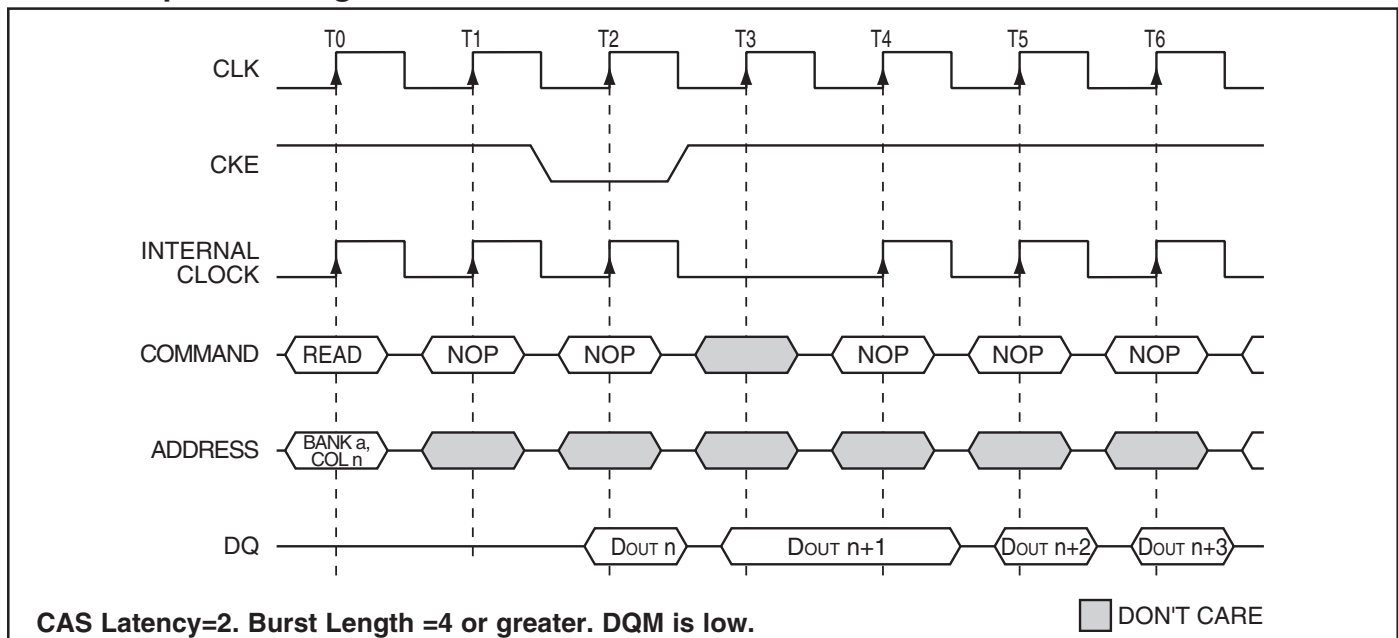 T0 T1 T2 T3 T4 T5 T6
CLK
CKE
INTERNAL
CLOCK
COMMAND READ NOP NOP NOP NOP NOP
ADDRESS BANK a,
COL n
DQ DOUT n DOUT n+1 DOUT n+2 DOUT n+3
CAS Latency=2. Burst Length =4 or greater. DQM is low.
DON'T CARE